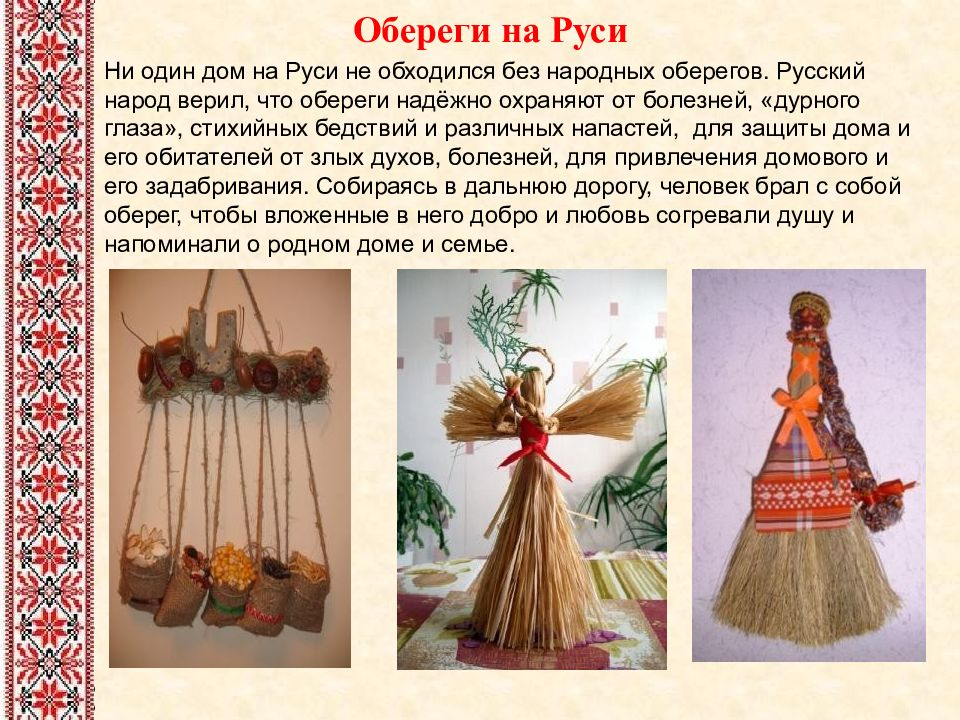 Обереги на Руси
Ни один дом на Руси не обходился без народных оберегов. Русский
народ верил, что обереги надёжно охраняют от болезней, «дурного
глаза», стихийных бедствий и различных напастей,  для защиты дома и
его обитателей от злых духов, болезней, для привлечения домового и
его задабривания. Собираясь в дальнюю дорогу, человек брал с собой
оберег, чтобы вложенные в него добро и любовь согревали душу и
напоминали о родном доме и семье.